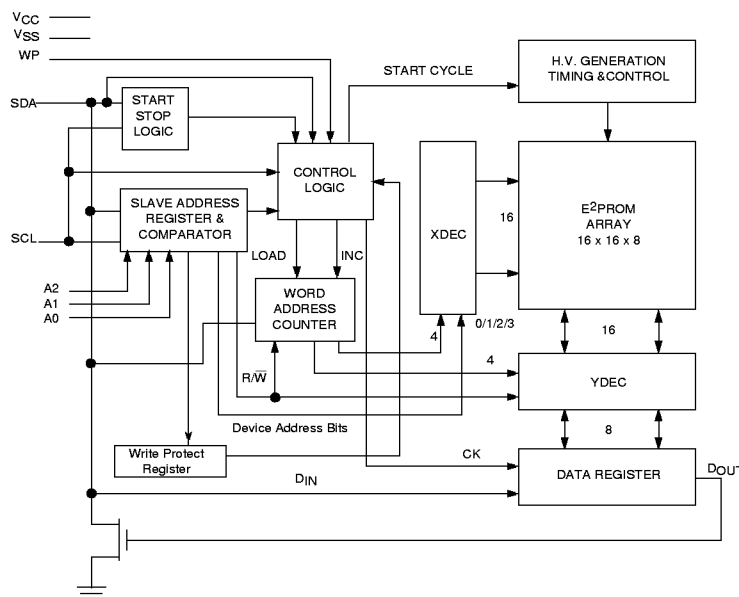 VCC
VSS
WP
SDA
START
STOP
LOGIC
START CYCLE
H.V. GENERATION
TIMING &CONTROL
CONTROL
LOGIC
SLAVE ADDRESS
REGISTER &
COMPARATOR
SCL
A2
A1
A0
LOAD
INC
WORD
ADDRESS
COUNTER
XDEC
16
E2PROM
ARRAY
16 x 16 x 8
4
0/1/2/3
16
R/W̅
4
YDEC
Device Address Bits
8
Write Protect
Register
CK
DIN
DATA REGISTER
DOUT